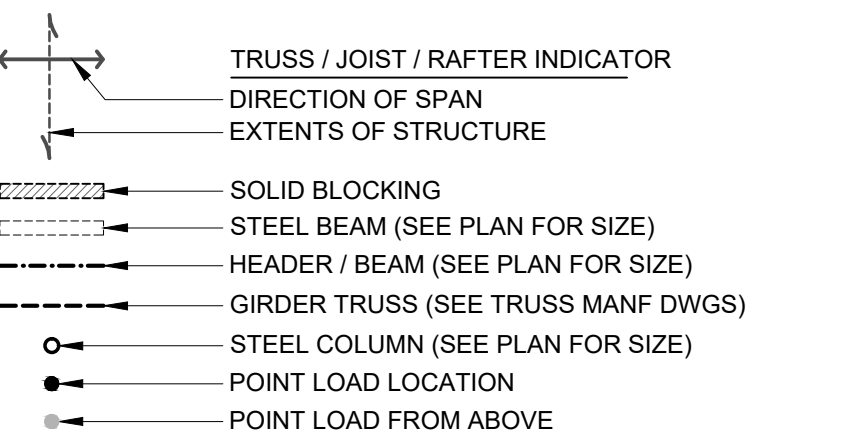 TRUSS / JOIST / RAFTER INDICATOR
DIRECTION OF SPAN
EXTENTS OF STRUCTURE
SOLID BLOCKING
STEEL BEAM (SEE PLAN FOR SIZE)
HEADER / BEAM (SEE PLAN FOR SIZE)
GIRDER TRUSS (SEE TRUSS MANF DWGS)
STEEL COLUMN (SEE PLAN FOR SIZE)
POINT LOAD LOCATION
POINT LOAD FROM ABOVE